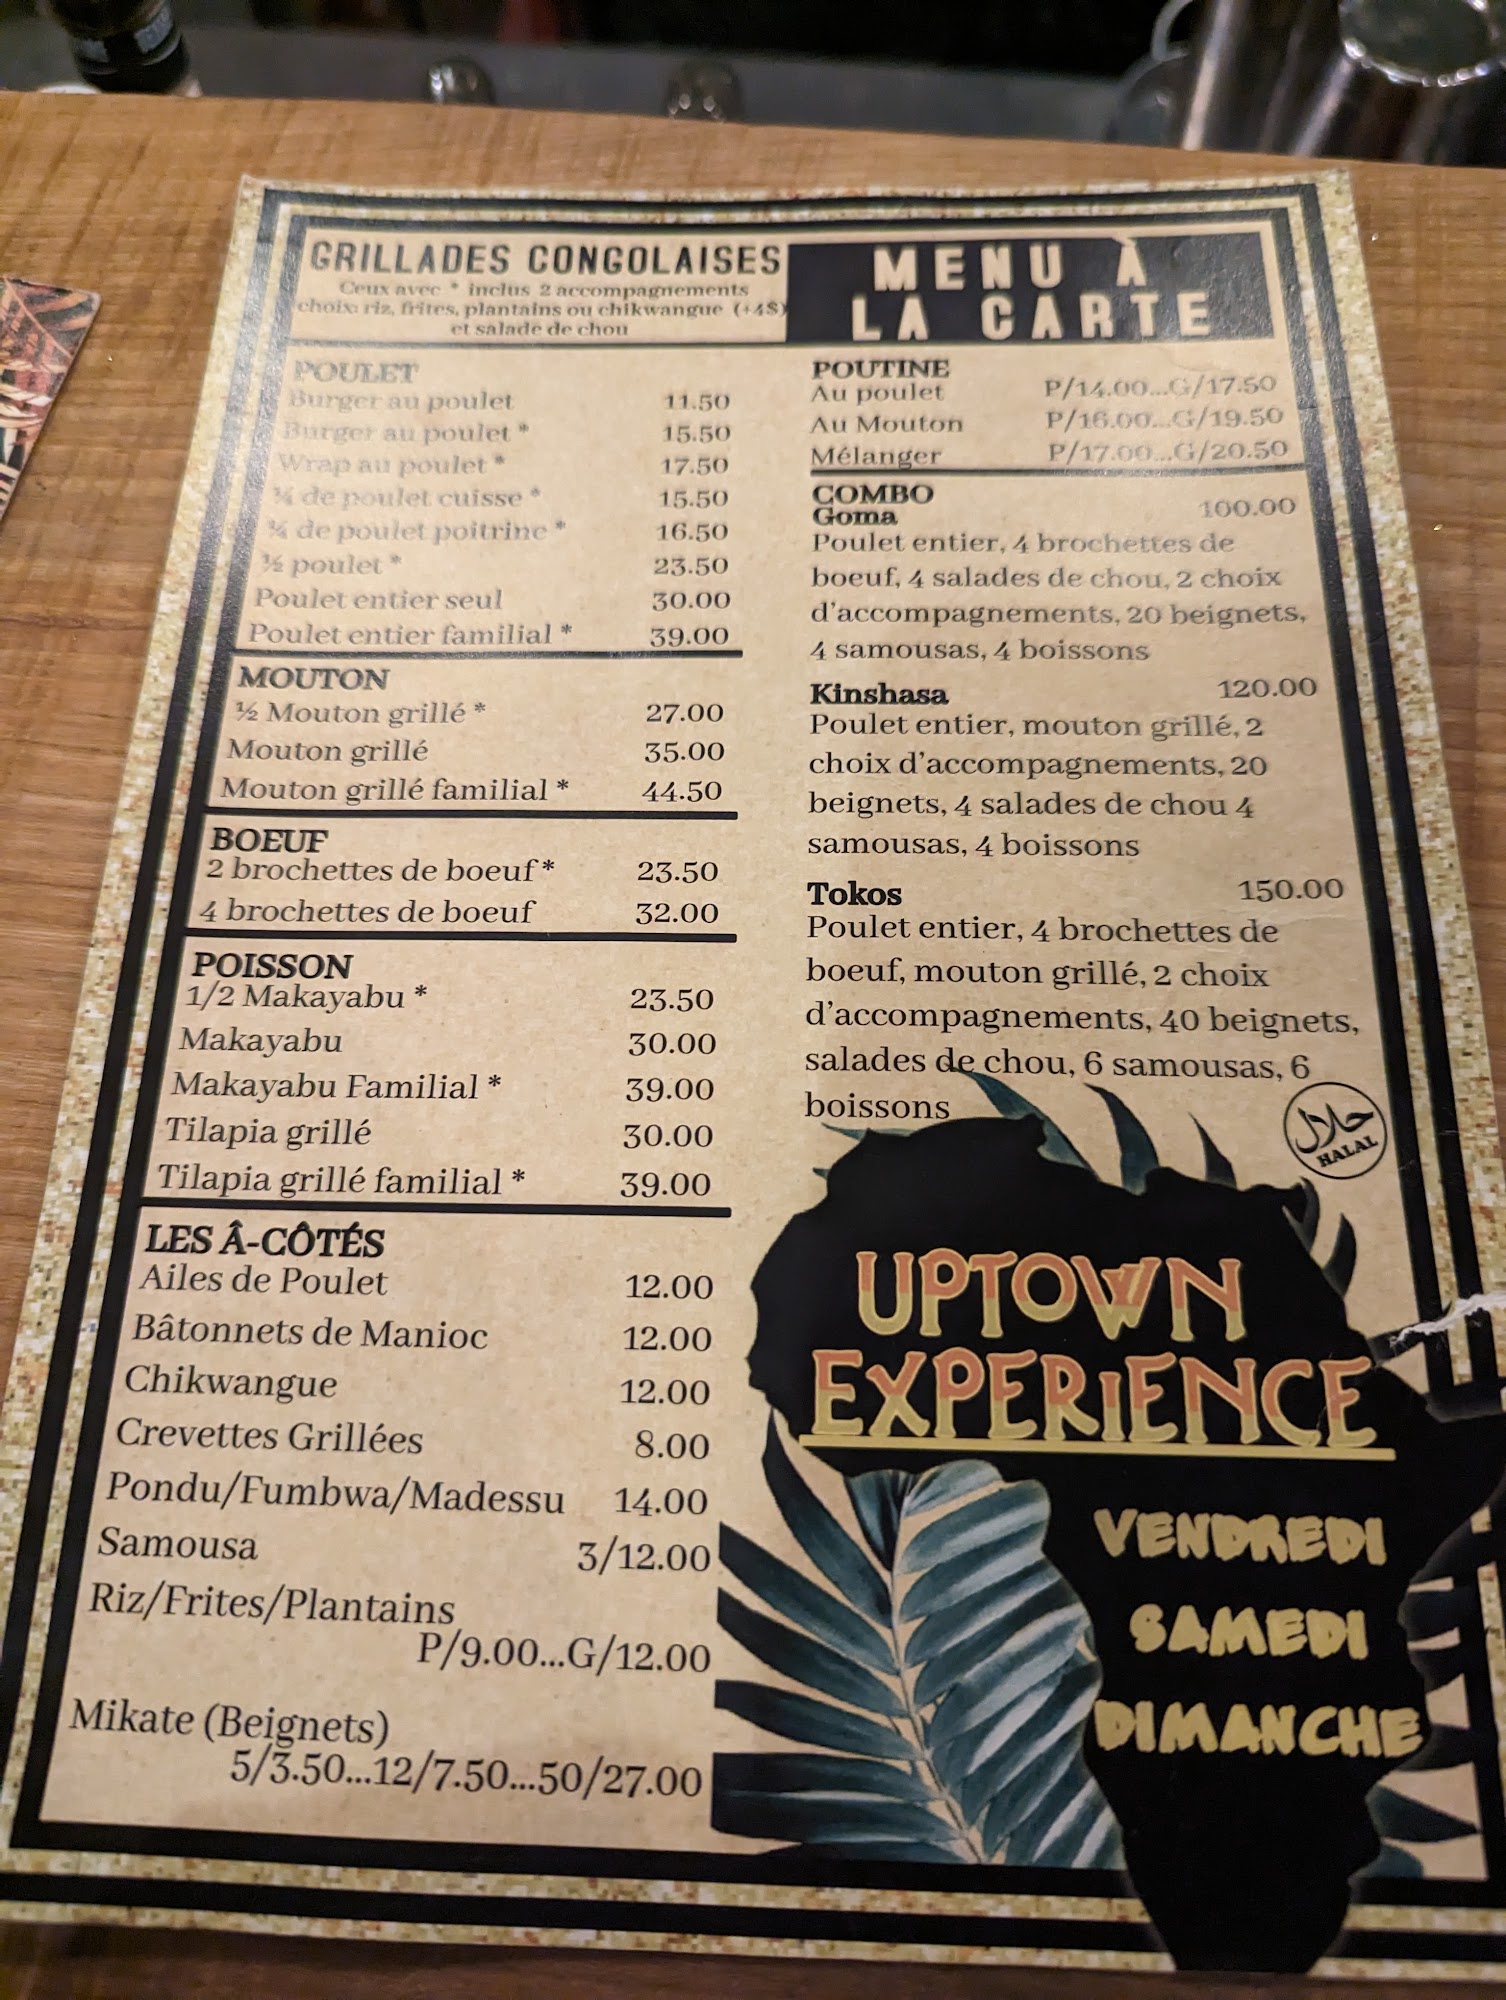 GRILLADES CONGOLAISES
Ceux avec * inclus 2 accompagnements
choix: riz, frites, plantains ou chikwangue (+4$)
et salade de chou
POULET
Burger au poulet 11.50
Burger au poulet * 15.50
Wrap au poulet * 17.50
¼ de poulet cuisse * 15.50
¼ de poulet poitrine * 16.50
½ poulet * 23.50
Poulet entier seul 30.00
Poulet entier familial * 39.00
MOUTON
½ Mouton grillé * 27.00
Mouton grillé 35.00
Mouton grillé familial * 44.50
BOEUF
2 brochettes de boeuf * 23.50
4 brochettes de boeuf 32.00
POISSON
1/2 Makayabu * 23.50
Makayabu 30.00
Makayabu Familial * 39.00
Tilapia grillé 30.00
Tilapia grillé familial * 39.00
LES Â-CÔTÉS
Ailes de Poulet 12.00
Bâtonnets de Manioc 12.00
Chikwangue 12.00
Crevettes Grillées 8.00
Pondu/Fumbwa/Madessu 14.00
Samousa 3/12.00
Riz/Frites/Plantains
P/9.00...G/12.00
Mikate (Beignets)
5/3.50...12/7.50...50/27.00
MENU À
LA CARTE
POUTINE
Au poulet P/14.00...G/17.50
Au Mouton P/16.00...G/19.50
Mélanger P/17.00...G/20.50
COMBO
Goma 100.00
Poulet entier, 4 brochettes de
boeuf, 4 salades de chou, 2 choix
d'accompagnements, 20 beignets,
4 samousas, 4 boissons
Kinshasa 120.00
Poulet entier, mouton grillé, 2
choix d'accompagnements, 20
beignets, 4 salades de chou 4
samousas, 4 boissons
Tokos 150.00
Poulet entier, 4 brochettes de
boeuf, mouton grillé, 2 choix
d'accompagnements, 40 beignets,
salades de chou, 6 samousas, 6
boissons
حلال
HALAL
UPTOWN
EXPERIENCE
VENDREDI
SAMEDI
DIMANCHE